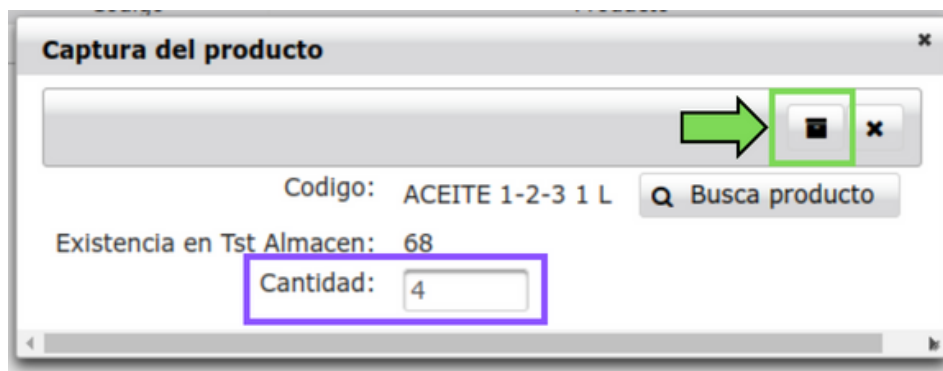 Captura del producto
Codigo: ACEITE 1-2-3 1 L Busca producto
Existencia en Tst Almacen: 68
Cantidad: 4